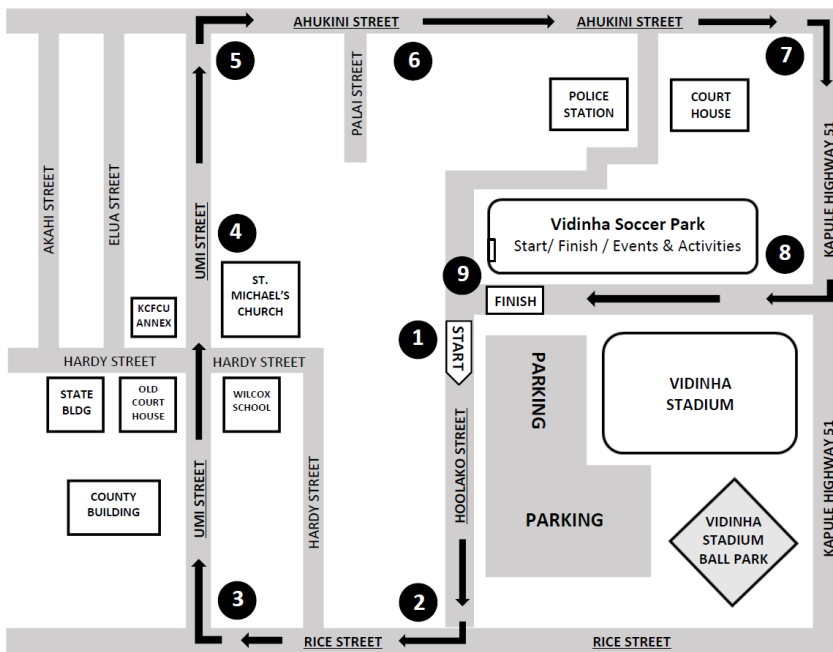 AHUKINI STREET
AHUKINI STREET
5
6
7
PALAI STREET
POLICE
STATION
COURT
HOUSE
AKAHI STREET
ELUA STREET
UMI STREET
KAPULE HIGHWAY 51
4
ST.
MICHAEL'S
CHURCH
Vidinha Soccer Park
Start/ Finish / Events & Activities
8
9
KCFCU
ANNEX
FINISH
1
START
HARDY STREET
HARDY STREET
STATE
BLDG
OLD
COURT
HOUSE
WILCOX
SCHOOL
PARKING
VIDINHA
STADIUM
COUNTY
BUILDING
UMI STREET
HARDY STREET
HOOLAKO STREET
PARKING
VIDINHA
STADIUM
BALL PARK
KAPULE HIGHWAY 51
3
2
RICE STREET
RICE STREET